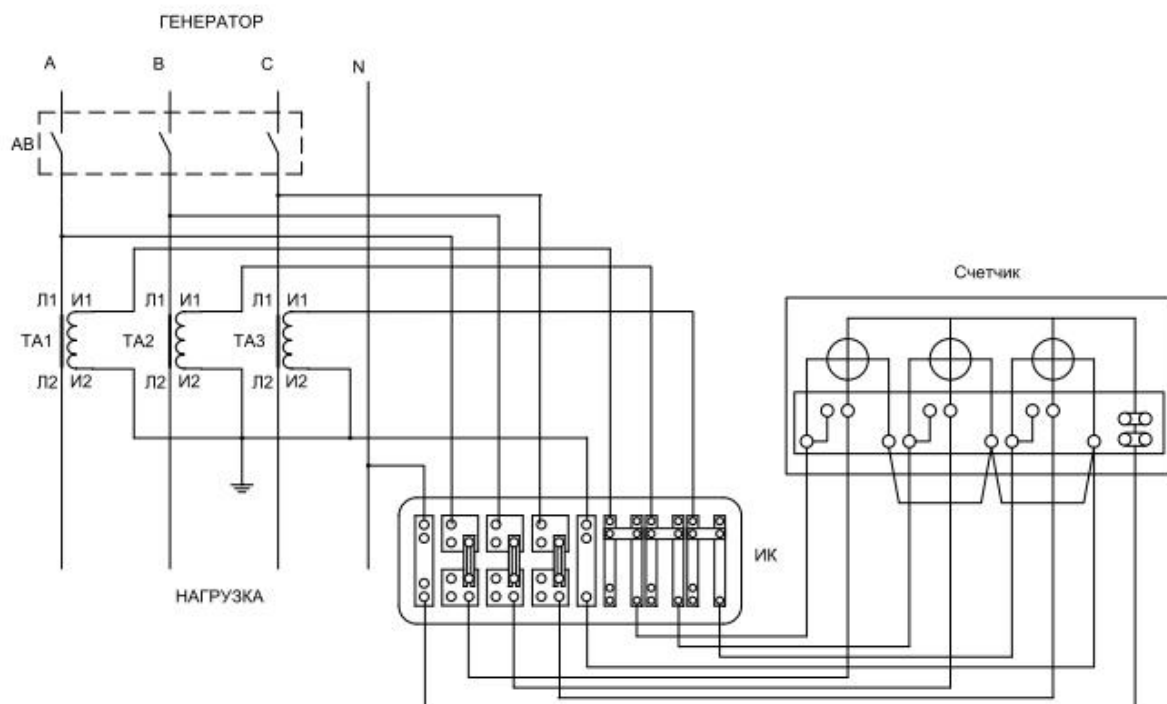 ГЕНЕРАТОР
A B C N
АВ
Л1 И1 Л1 И1 Л1 И1
ТА1 ТА2 ТА3
Л2 И2 Л2 И2 Л2 И2
Счетчик
ИК
НАГРУЗКА